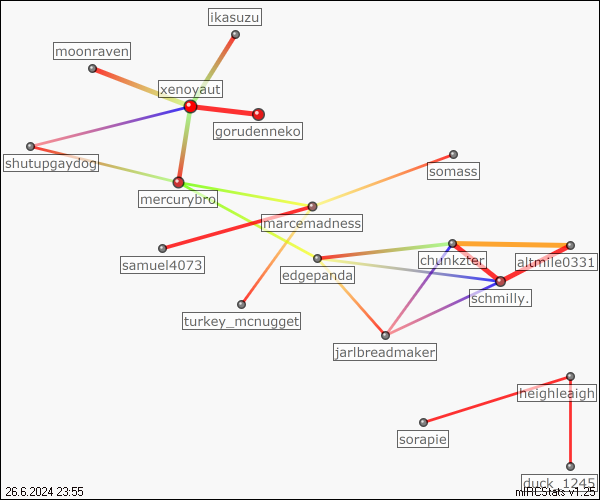 ikasuzu
moonraven
xenoyaut
gorudenneko
shutupgaydog
somass
mercurybro
marcemadness
chunkzter
altmile0331
samuel4073
edgepanda
schmilly.
turkey_mcnugget
jarlbreadmaker
heighleaigh
sorapie
duck_1245
26.6.2024 23:55
mIRCStats v1.25